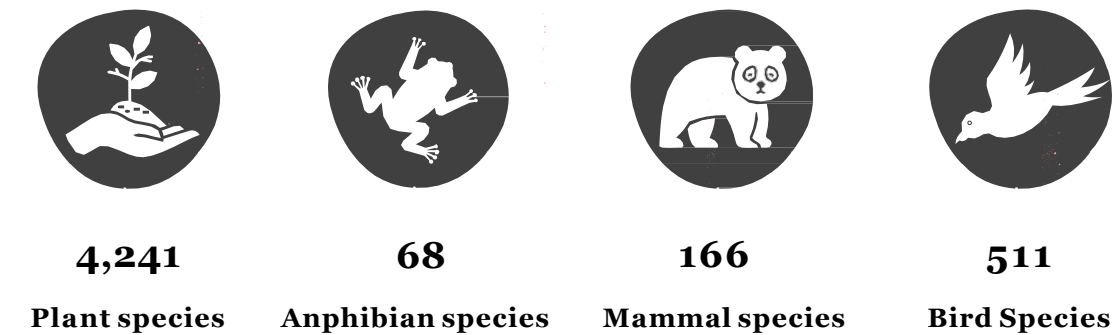 4,241 68 166 511
Plant species Anphibian species Mammal species Bird Species